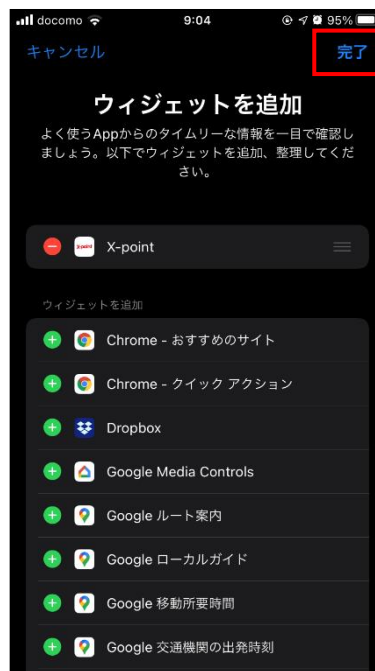 docomo 9:04 95%
キャンセル 完了
ウィジェットを追加
よく使うAppからのタイムリーな情報を一目で確認し
ましょう。以下でウィジェットを追加、整理してくだ
さい。
X-point X-point
ウィジェットを追加
Chrome - おすすめのサイト
Chrome - クイック アクション
Dropbox
Google Media Controls
Google ルート案内
Google ローカルガイド
Google 移動所要時間
Google 交通機関の出発時刻